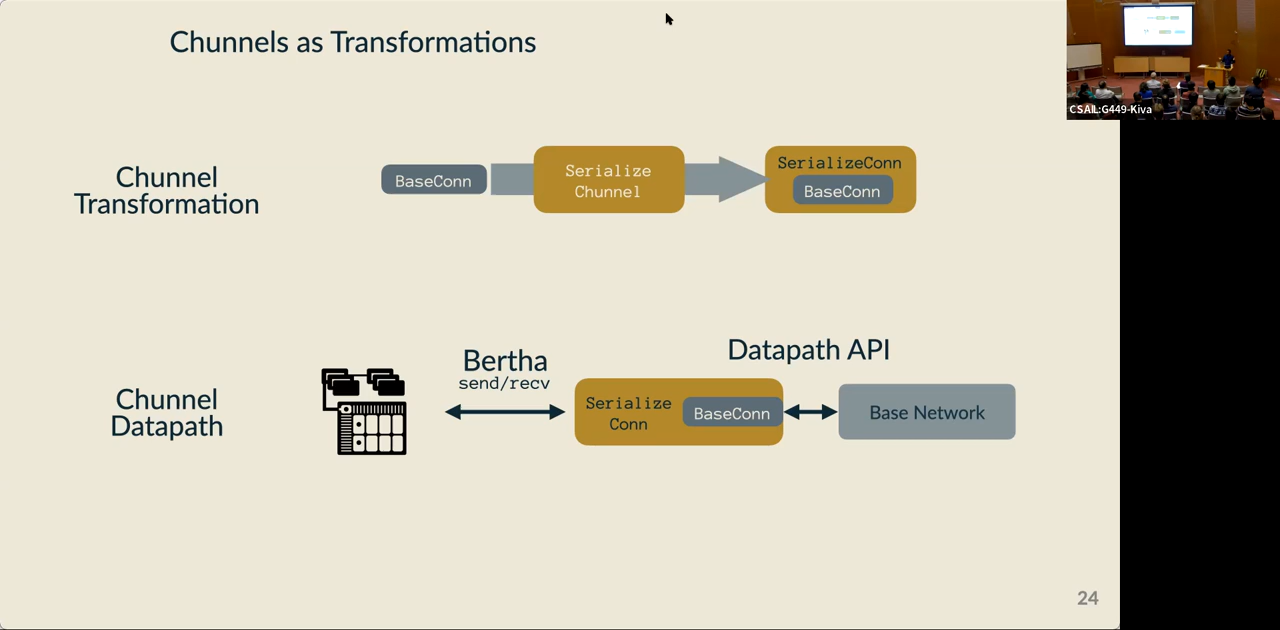 Chunnels as Transformations
CSAIL:G449-Kiva
Chunnel
Transformation
BaseConn
Serialize
Chunnel
SerializeConn
BaseConn
Bertha
send/recv
Datapath API
Chunnel
Datapath
Serialize
Conn
BaseConn
Base Network
24